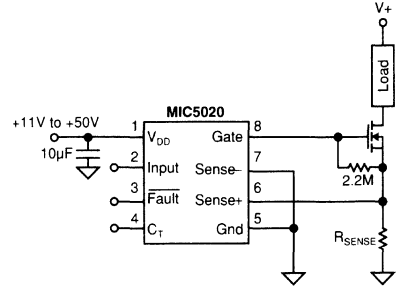 V+
Load
MIC5020
+11V to +50V
1
V_DD
Gate
8
10µF
2
Input
Sense–
7
2.2M
3
Fault
Sense+
6
4
C_T
Gnd
5
R_SENSE